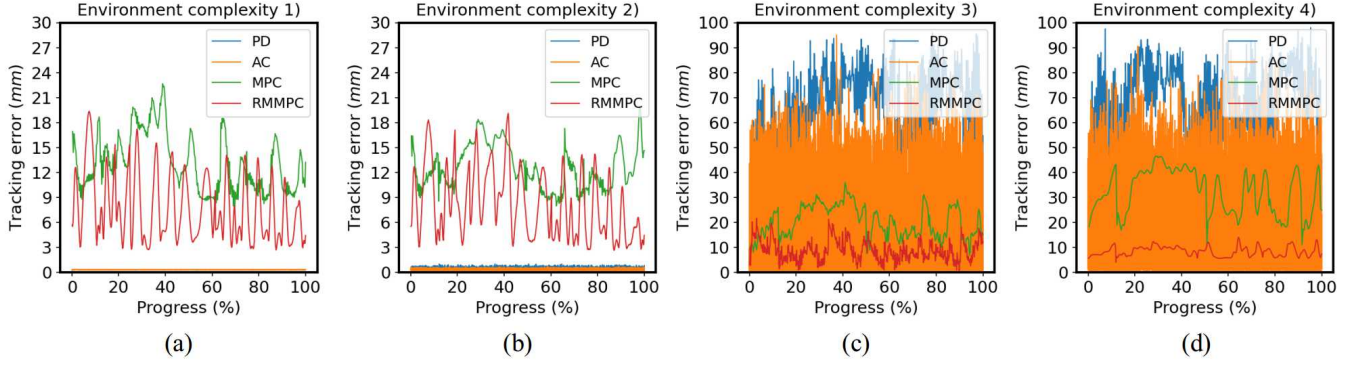 Environment complexity 1)
Tracking error (mm)
30
27
24
21
18
15
12
9
6
3
0
PD
AC
MPC
RMMPC
0 20 40 60 80 100
Progress (%)
(a)
Environment complexity 2)
Tracking error (mm)
30
27
24
21
18
15
12
9
6
3
0
PD
AC
MPC
RMMPC
0 20 40 60 80 100
Progress (%)
(b)
Environment complexity 3)
Tracking error (mm)
100
90
80
70
60
50
40
30
20
10
0
PD
AC
MPC
RMMPC
0 20 40 60 80 100
Progress (%)
(c)
Environment complexity 4)
Tracking error (mm)
100
90
80
70
60
50
40
30
20
10
0
PD
AC
MPC
RMMPC
0 20 40 60 80 100
Progress (%)
(d)